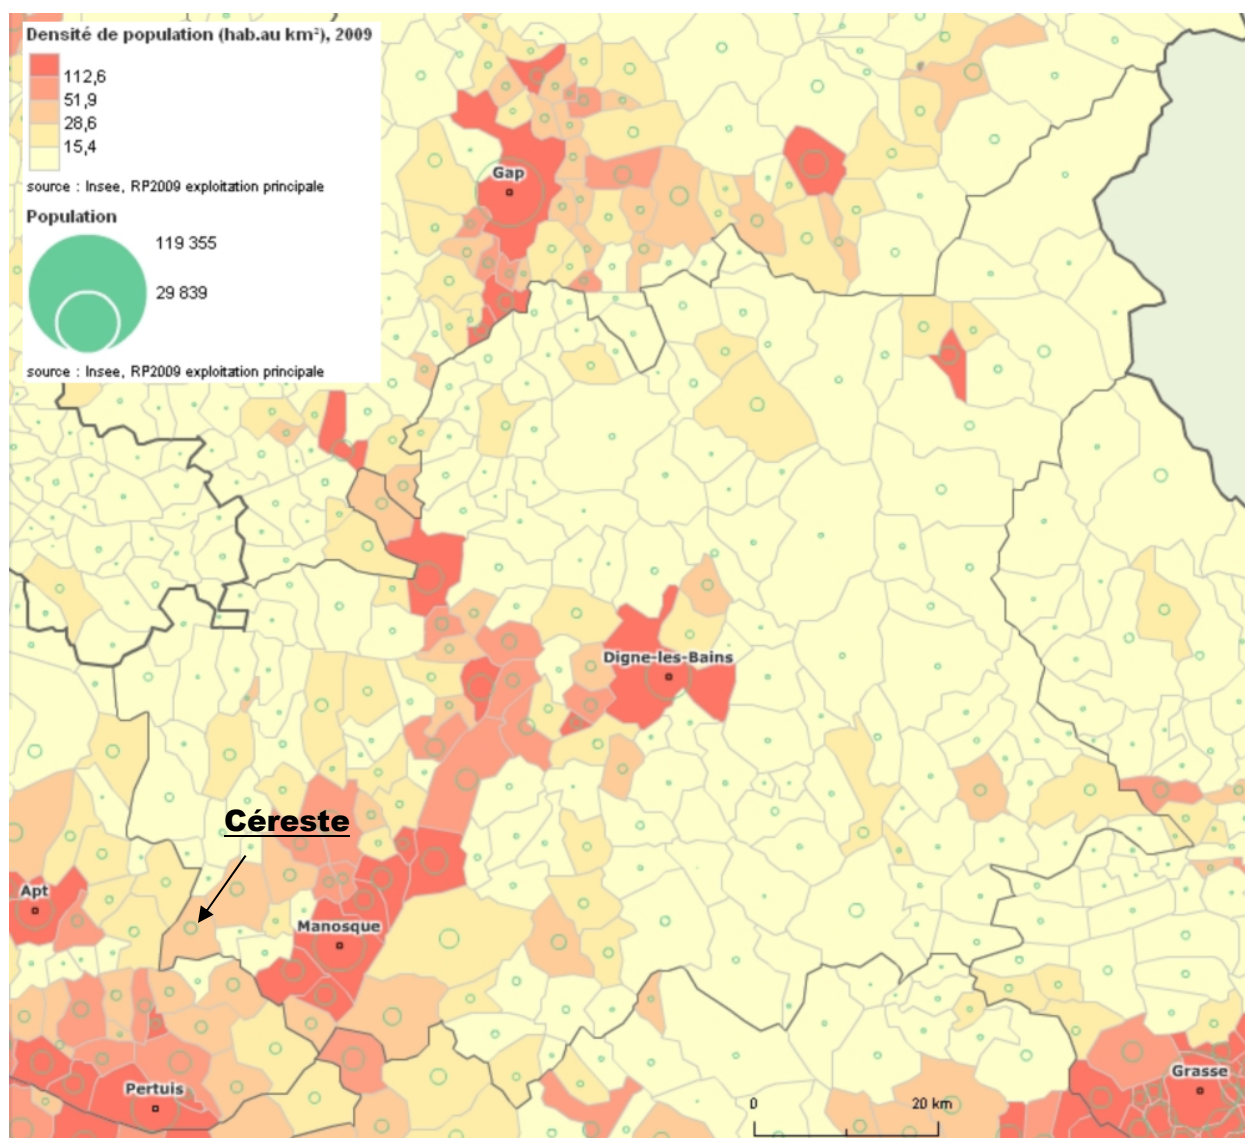 Densité de population (hab.au km²), 2009
112,6
51,9
28,6
15,4
source : Insee, RP2009 exploitation principale
Population
119 355
29 839
source : Insee, RP2009 exploitation principale
Gap
Digne-les-Bains
Céreste
Apt
Manosque
Pertuis
Grasse
0 20 km